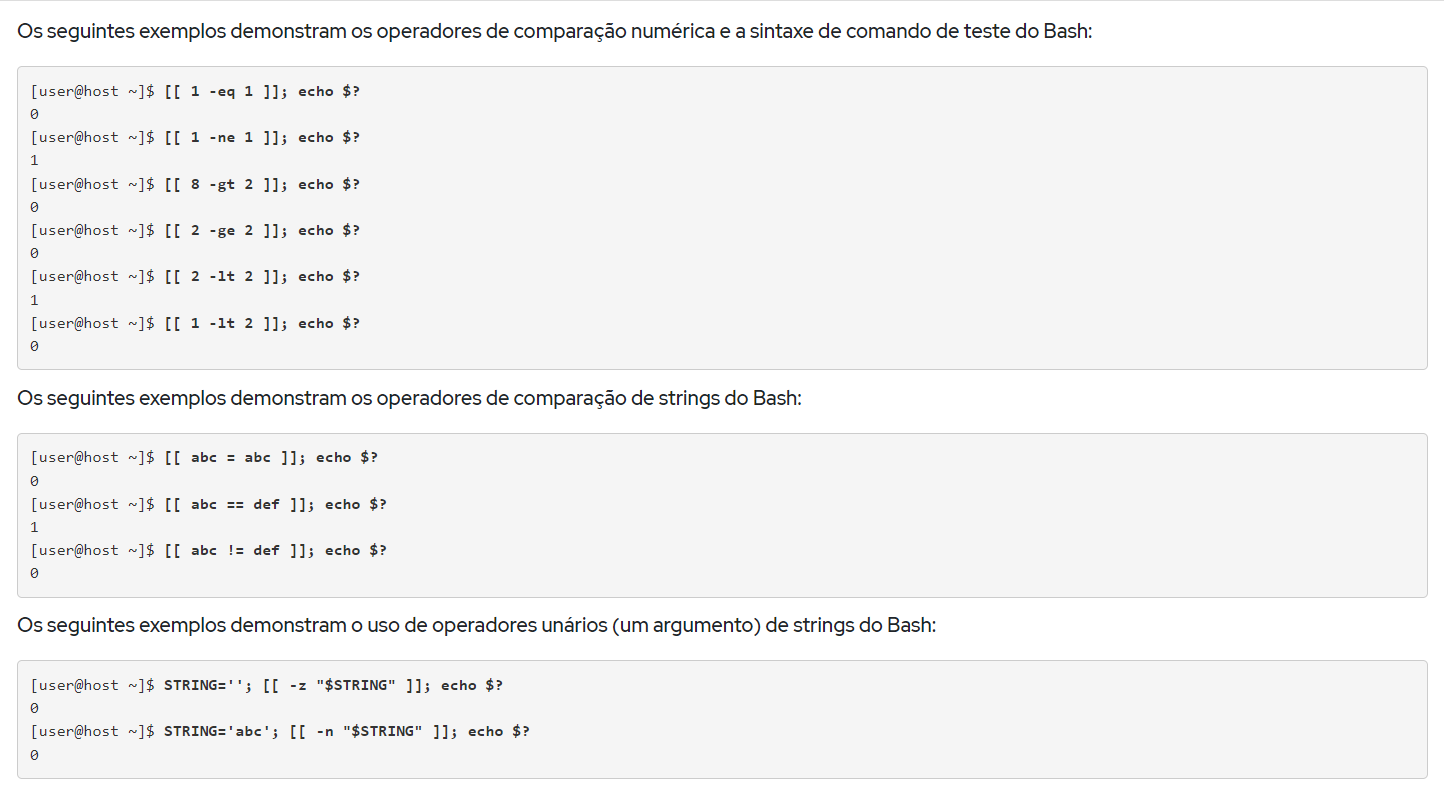 Os seguintes exemplos demonstram os operadores de comparação numérica e a sintaxe de comando de teste do Bash:
[user@host ~]$ [[ 1 -eq 1 ]]; echo $?
0
[user@host ~]$ [[ 1 -ne 1 ]]; echo $?
1
[user@host ~]$ [[ 8 -gt 2 ]]; echo $?
0
[user@host ~]$ [[ 2 -ge 2 ]]; echo $?
0
[user@host ~]$ [[ 2 -lt 2 ]]; echo $?
1
[user@host ~]$ [[ 1 -lt 2 ]]; echo $?
0
Os seguintes exemplos demonstram os operadores de comparação de strings do Bash:
[user@host ~]$ [[ abc = abc ]]; echo $?
0
[user@host ~]$ [[ abc == def ]]; echo $?
1
[user@host ~]$ [[ abc != def ]]; echo $?
0
Os seguintes exemplos demonstram o uso de operadores unários (um argumento) de strings do Bash:
[user@host ~]$ STRING=''; [[ -z "$STRING" ]]; echo $?
0
[user@host ~]$ STRING='abc'; [[ -n "$STRING" ]]; echo $?
0